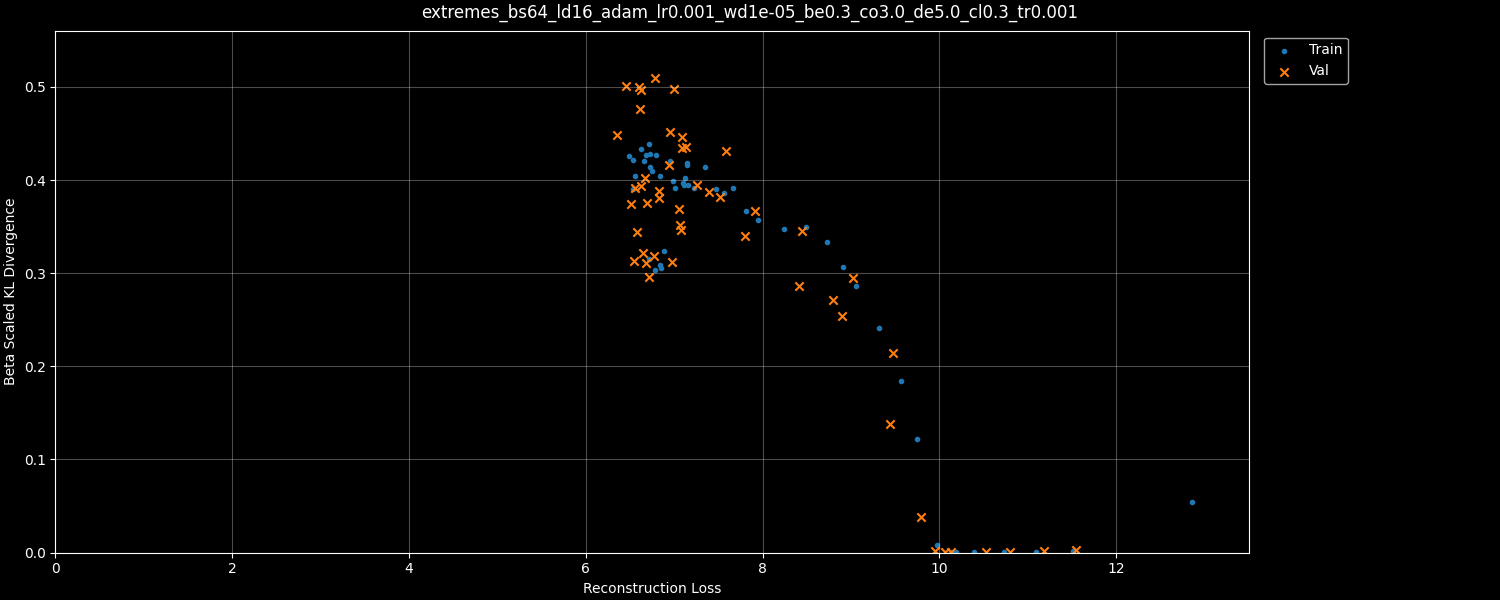 extremes_bs64_ld16_adam_lr0.001_wd1e-05_be0.3_co3.0_de5.0_cl0.3_tr0.001
Train
Val
Beta Scaled KL Divergence
0.5
0.4
0.3
0.2
0.1
0.0
0 2 4 6 8 10 12
Reconstruction Loss